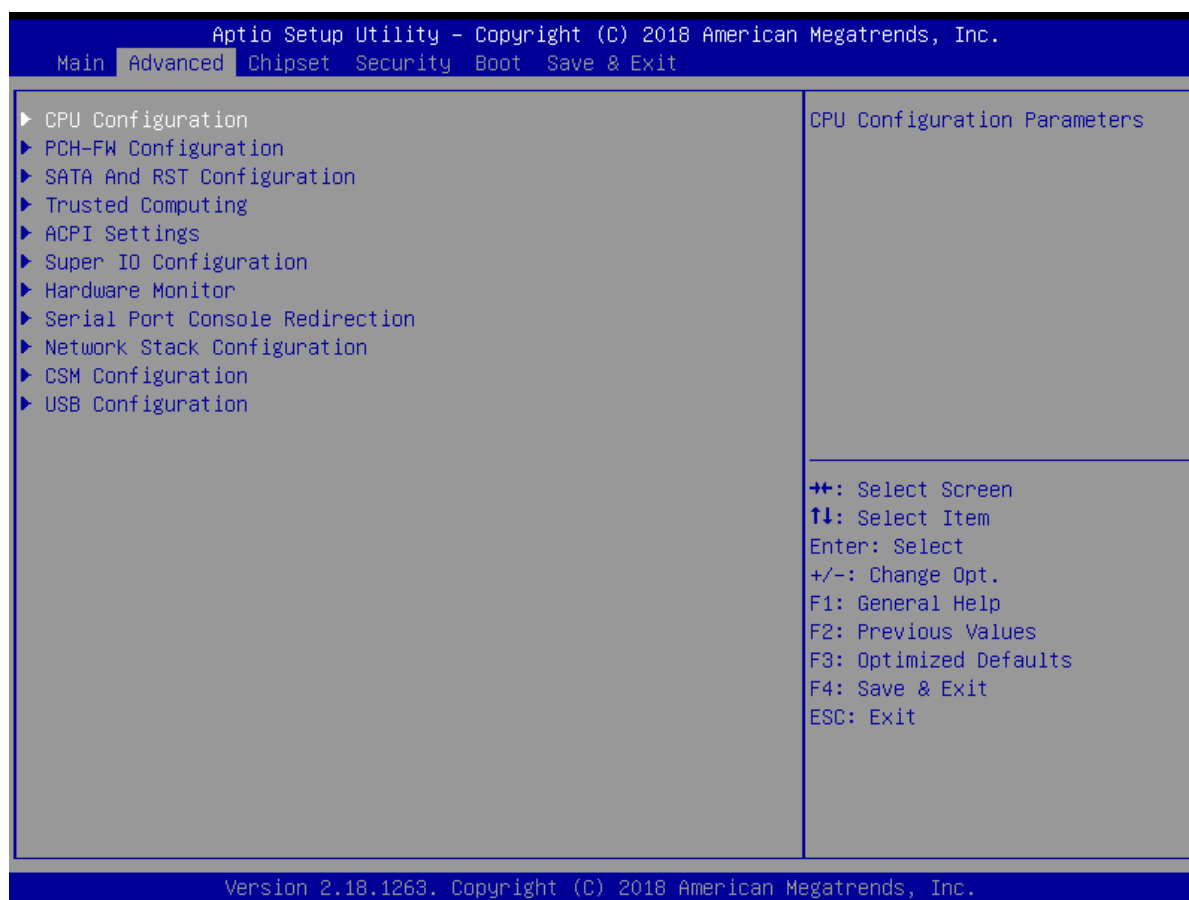 Aptio Setup Utility – Copyright (C) 2018 American Megatrends, Inc.
Main Advanced Chipset Security Boot Save & Exit
▶ CPU Configuration
▶ PCH-FW Configuration
▶ SATA And RST Configuration
▶ Trusted Computing
▶ ACPI Settings
▶ Super IO Configuration
▶ Hardware Monitor
▶ Serial Port Console Redirection
▶ Network Stack Configuration
▶ CSM Configuration
▶ USB Configuration
CPU Configuration Parameters
→←: Select Screen
↑↓: Select Item
Enter: Select
+/-: Change Opt.
F1: General Help
F2: Previous Values
F3: Optimized Defaults
F4: Save & Exit
ESC: Exit
Version 2.18.1263. Copyright (C) 2018 American Megatrends, Inc.